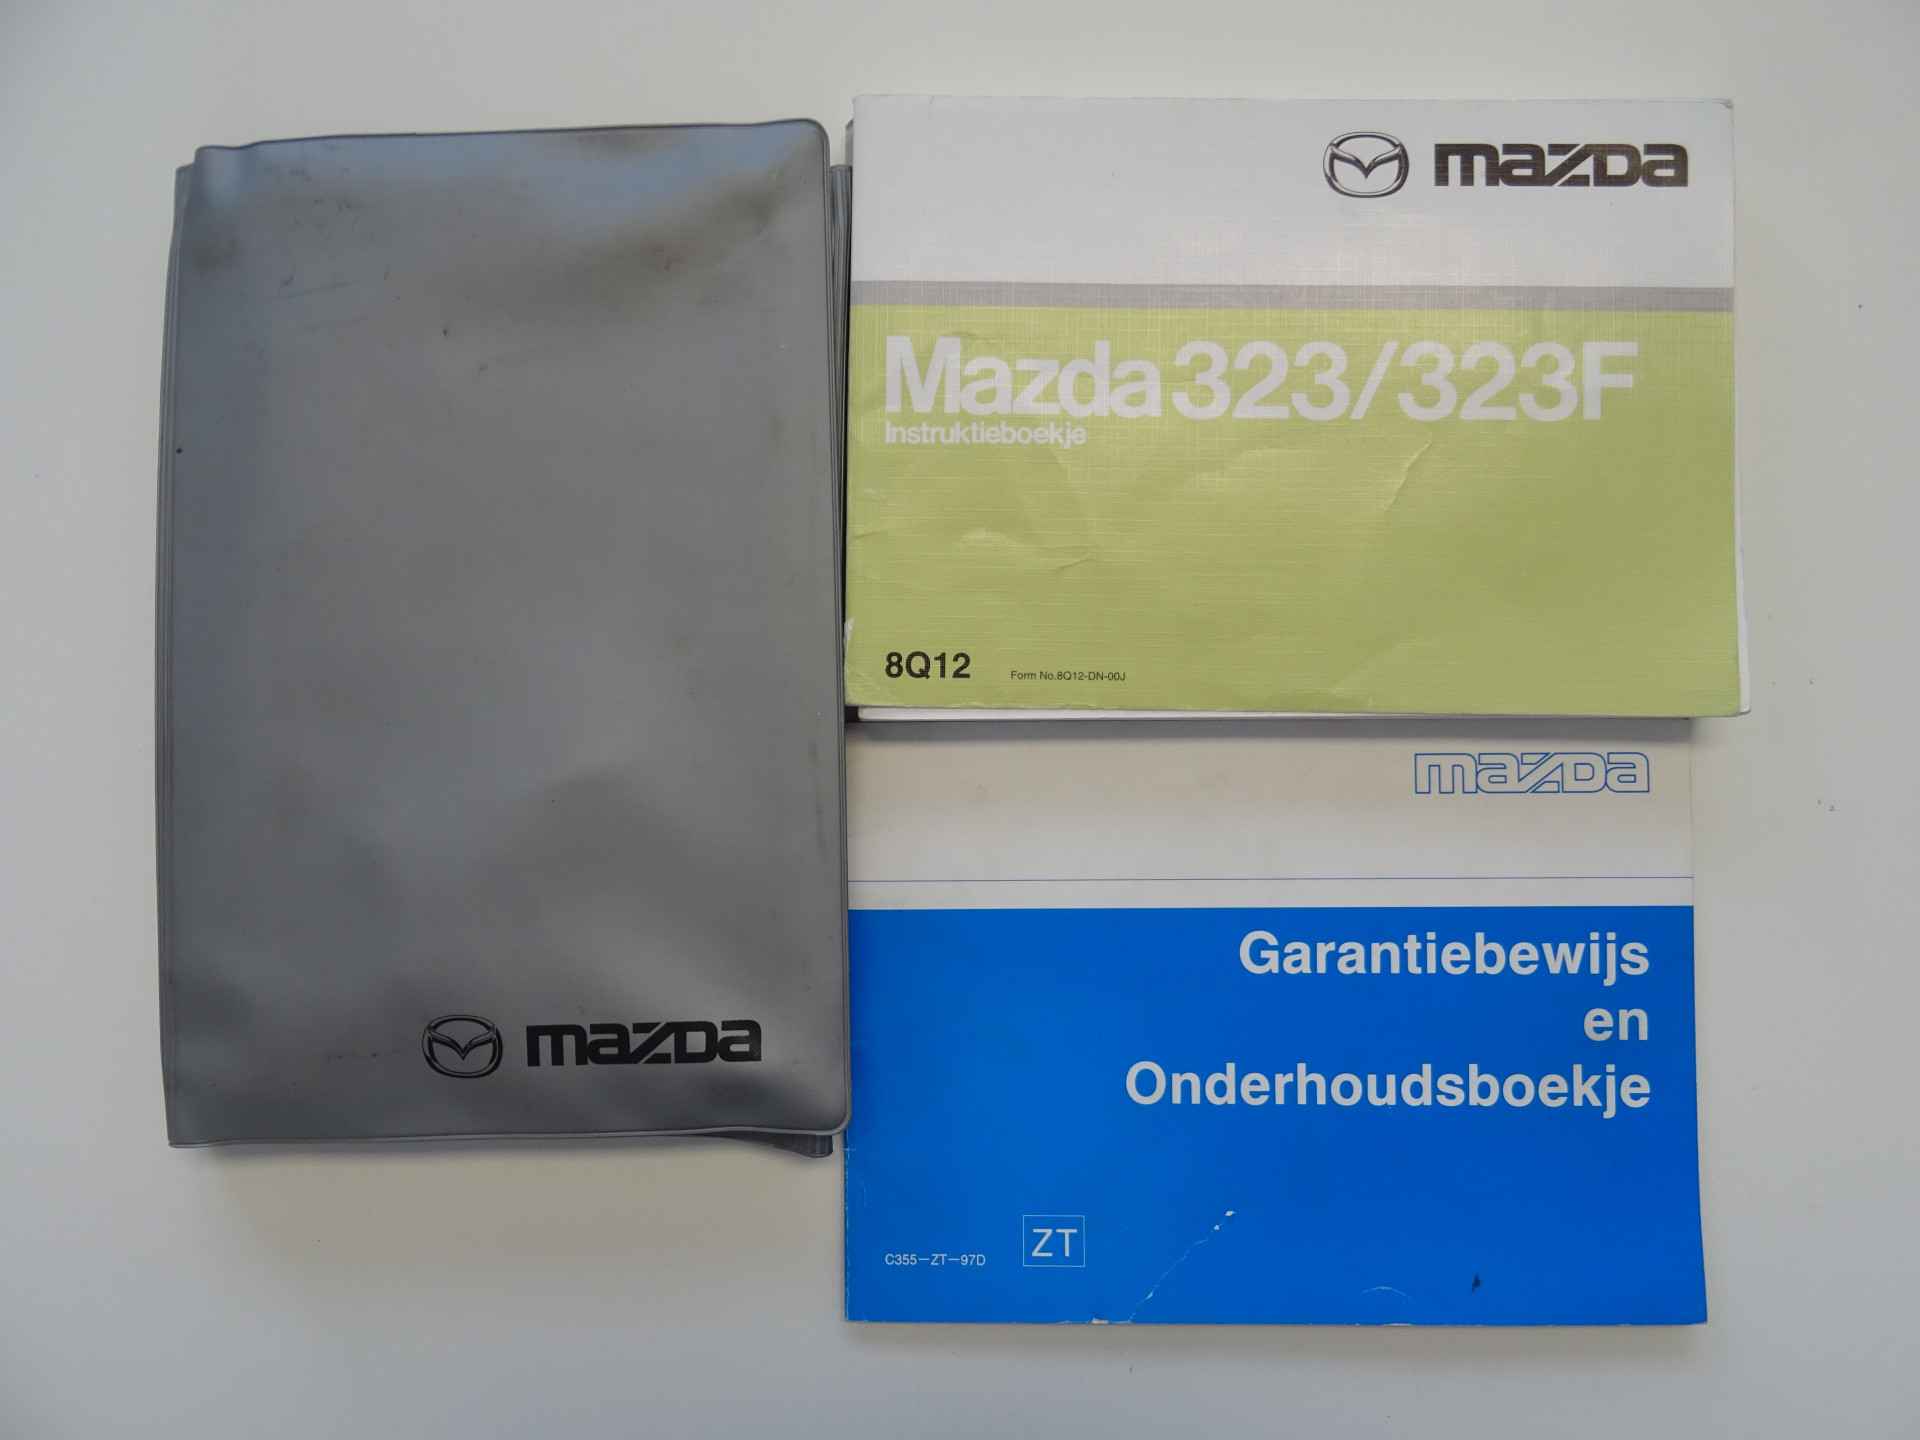 mazda
mazda
Mazda 323/323F
Instruktieboekje
8Q12
Form No.8Q12-DN-00J
mazda
Garantiebewijs
en
Onderhoudsboekje
C355-ZT-97D
ZT